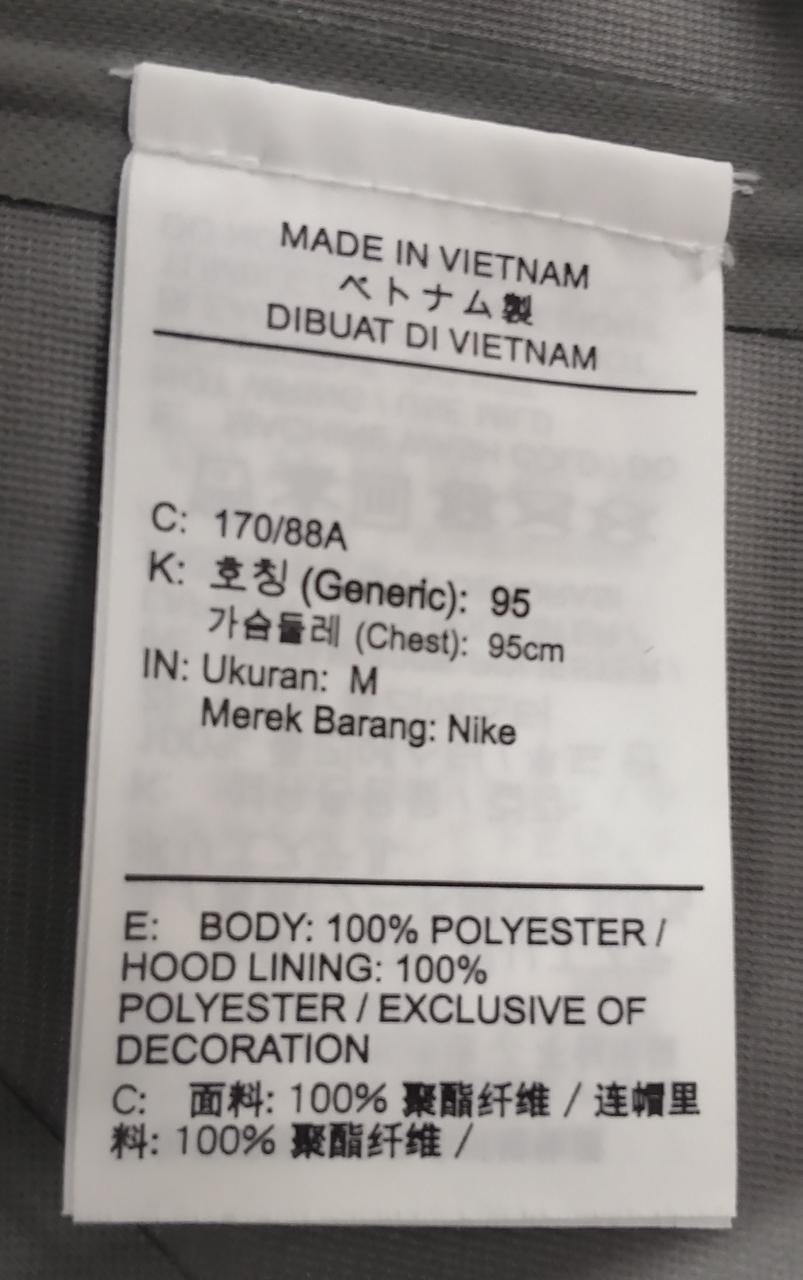 MADE IN VIETNAM
ベトナム製
DIBUAT DI VIETNAM
C: 170/88A
K: 호칭 (Generic): 95
가슴둘레 (Chest): 95cm
IN: Ukuran: M
Merek Barang: Nike
E: BODY: 100% POLYESTER /
HOOD LINING: 100%
POLYESTER / EXCLUSIVE OF
DECORATION
C: 面料: 100% 聚酯纤维 / 连帽里
料: 100% 聚酯纤维 /